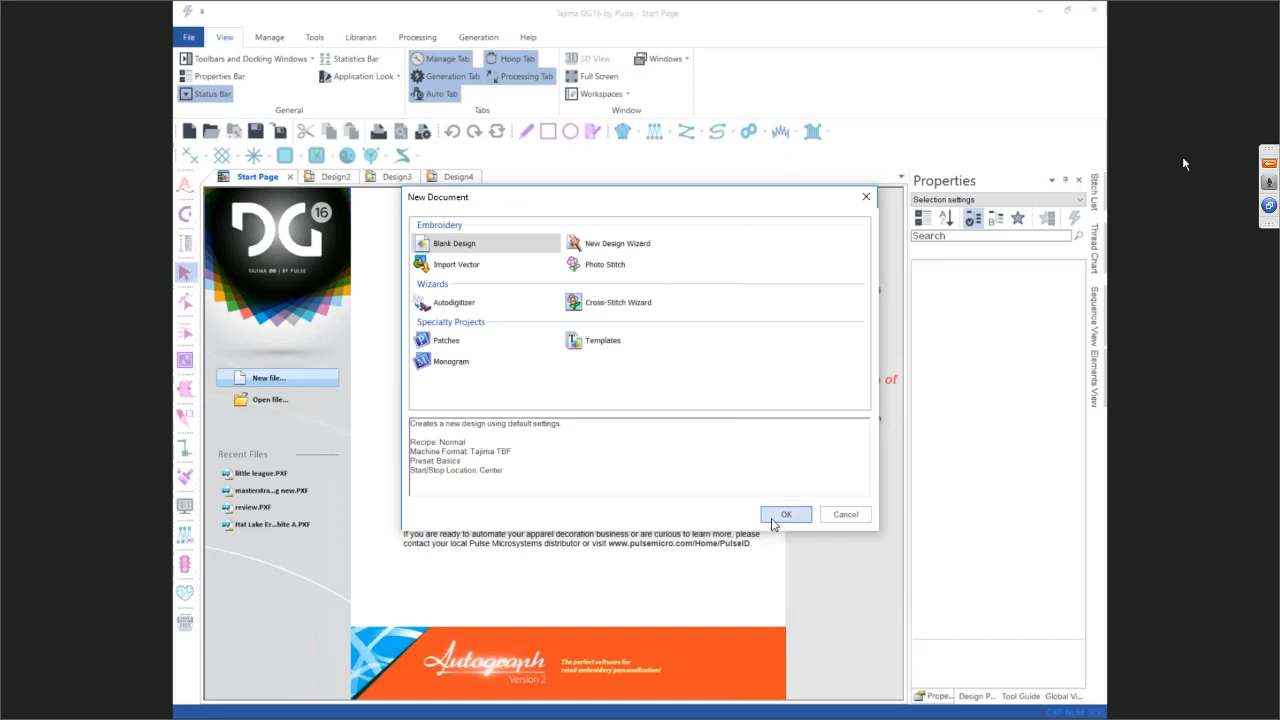 Tajima DG16 by Pulse - Start Page
File View Manage Tools Librarian Processing Generation Help
Toolbars and Docking Windows Statistics Bar Manage Tab Hoop Tab 3D View Windows
Properties Bar Application Look Generation Tab Processing Tab Full Screen
Status Bar Auto Tab Workspaces
General Tabs Window
Start Page Design2 Design3 Design4
Properties
Selection settings
Search
Stitch List
Thread Chart
Sequence View
Elements View
DG 16
TAJIMA DG | BY PULSE
New file...
Open file...
Recent Files
little league.PXF
masterstra...g new.PXF
review.PXF
Hat Lake Er...hite A.PXF
New Document
Embroidery
Blank Design New Design Wizard
Import Vector Photo Stitch
Wizards
Autodigitizer Cross-Stitch Wizard
Specialty Projects
Patches Templates
Monogram
Creates a new design using default settings.
Recipe: Normal
Machine Format: Tajima TBF
Preset: Basics
Start/Stop Location: Center
OK Cancel
of
If you are ready to automate your apparel decoration business or are curious to learn more, please
contact your local Pulse Microsystems distributor or visit www.pulsemicro.com/Home/PulseID.
Autograph
Version 2
The perfect software for
retail embroidery personalization!
Prope... Design P... Tool Guide Global Vi...
CAP NUM SCRL